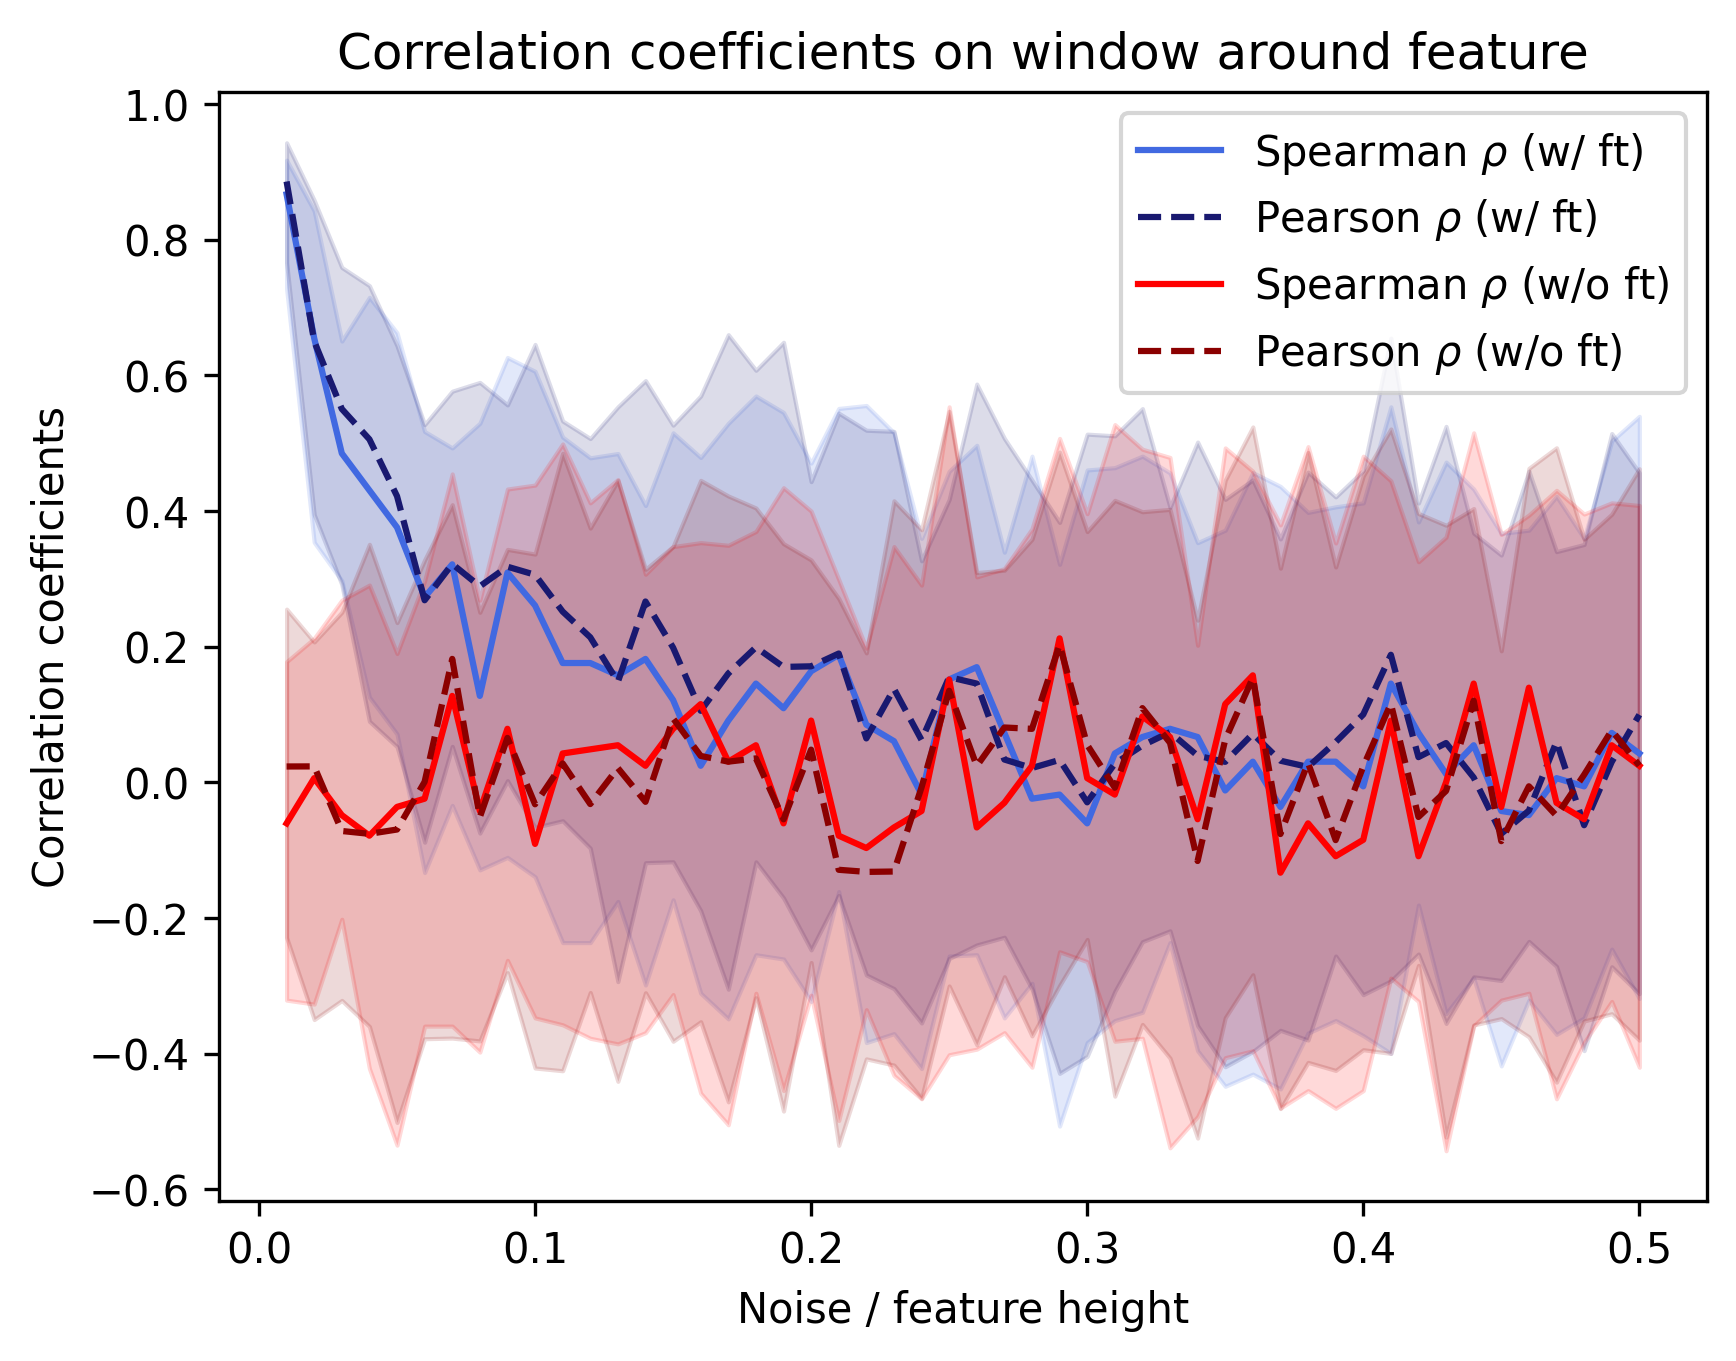 Correlation coefficients on window around feature
Spearman ρ (w/ ft)
Pearson ρ (w/ ft)
Spearman ρ (w/o ft)
Pearson ρ (w/o ft)
Correlation coefficients
1.0
0.8
0.6
0.4
0.2
0.0
−0.2
−0.4
−0.6
0.0 0.1 0.2 0.3 0.4 0.5
Noise / feature height